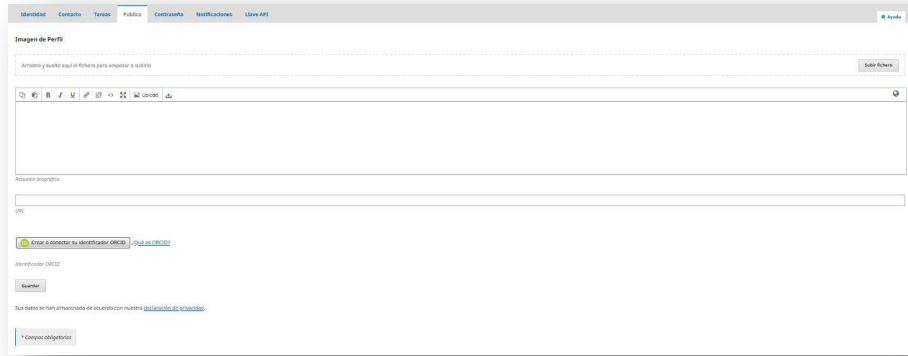 Identidad Contacto Tareas Público Contraseña Notificaciones Llave API
Ayuda
Imagen de Perfil
Arrastre y suelte aquí el fichero para empezar a subirlo
Subir fichero
B I U Upload
Resumen biográfico
URL
Crear o conectar su identificador ORCID ¿Qué es ORCID?
Identificador ORCID
Guardar
Sus datos se han almacenado de acuerdo con nuestra declaración de privacidad.
* Campos obligatorios